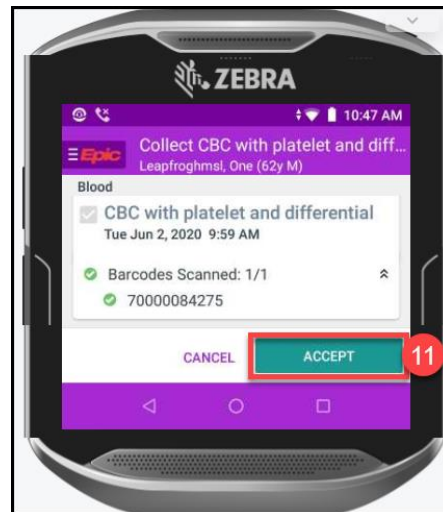 ZEBRA
10:47 AM
Epic
Collect CBC with platelet and diff...
Leapfroghmsl, One (62y M)
Blood
CBC with platelet and differential
Tue Jun 2, 2020 9:59 AM
Barcodes Scanned: 1/1
70000084275
CANCEL
ACCEPT
11